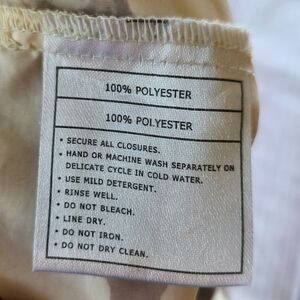 100% POLYESTER
100% POLYESTER
• SECURE ALL CLOSURES.
• HAND OR MACHINE WASH SEPARATELY ON
DELICATE CYCLE IN COLD WATER.
• USE MILD DETERGENT.
• RINSE WELL.
• DO NOT BLEACH.
• LINE DRY.
• DO NOT IRON.
• DO NOT DRY CLEAN.